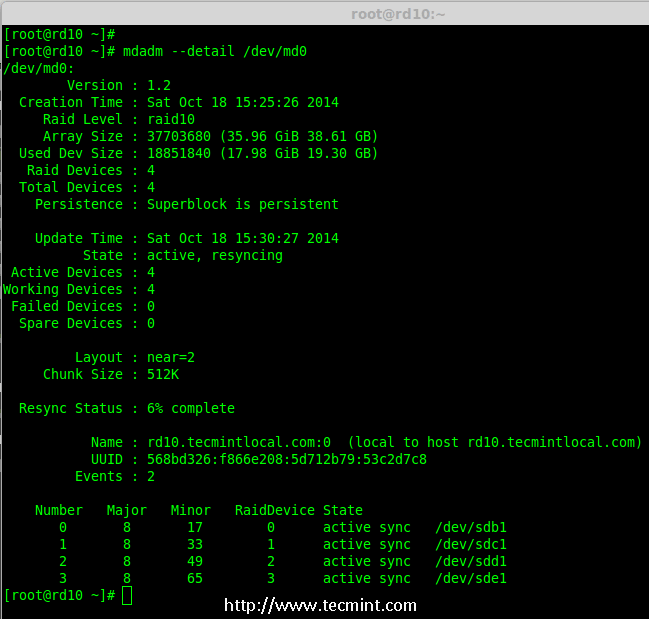 root@rd10:~
[root@rd10 ~]#
[root@rd10 ~]# mdadm --detail /dev/md0
/dev/md0:
        Version : 1.2
  Creation Time : Sat Oct 18 15:25:26 2014
     Raid Level : raid10
     Array Size : 37703680 (35.96 GiB 38.61 GB)
  Used Dev Size : 18851840 (17.98 GiB 19.30 GB)
   Raid Devices : 4
  Total Devices : 4
    Persistence : Superblock is persistent

    Update Time : Sat Oct 18 15:30:27 2014
          State : active, resyncing
 Active Devices : 4
Working Devices : 4
 Failed Devices : 0
  Spare Devices : 0

         Layout : near=2
     Chunk Size : 512K

  Resync Status : 6% complete

           Name : rd10.tecmintlocal.com:0  (local to host rd10.tecmintlocal.com)
           UUID : 568bd326:f866e208:5d712b79:53c2d7c8
         Events : 2

    Number   Major   Minor   RaidDevice State
       0       8       17        0      active sync   /dev/sdb1
       1       8       33        1      active sync   /dev/sdc1
       2       8       49        2      active sync   /dev/sdd1
       3       8       65        3      active sync   /dev/sde1
[root@rd10 ~]#
http://www.tecmint.com